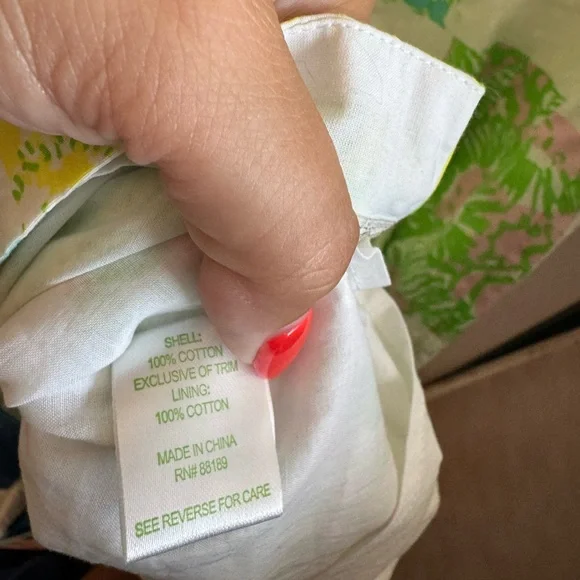 SHELL:
100% COTTON
EXCLUSIVE OF TRIM
LINING:
100% COTTON
MADE IN CHINA
RN# 88189
SEE REVERSE FOR CARE